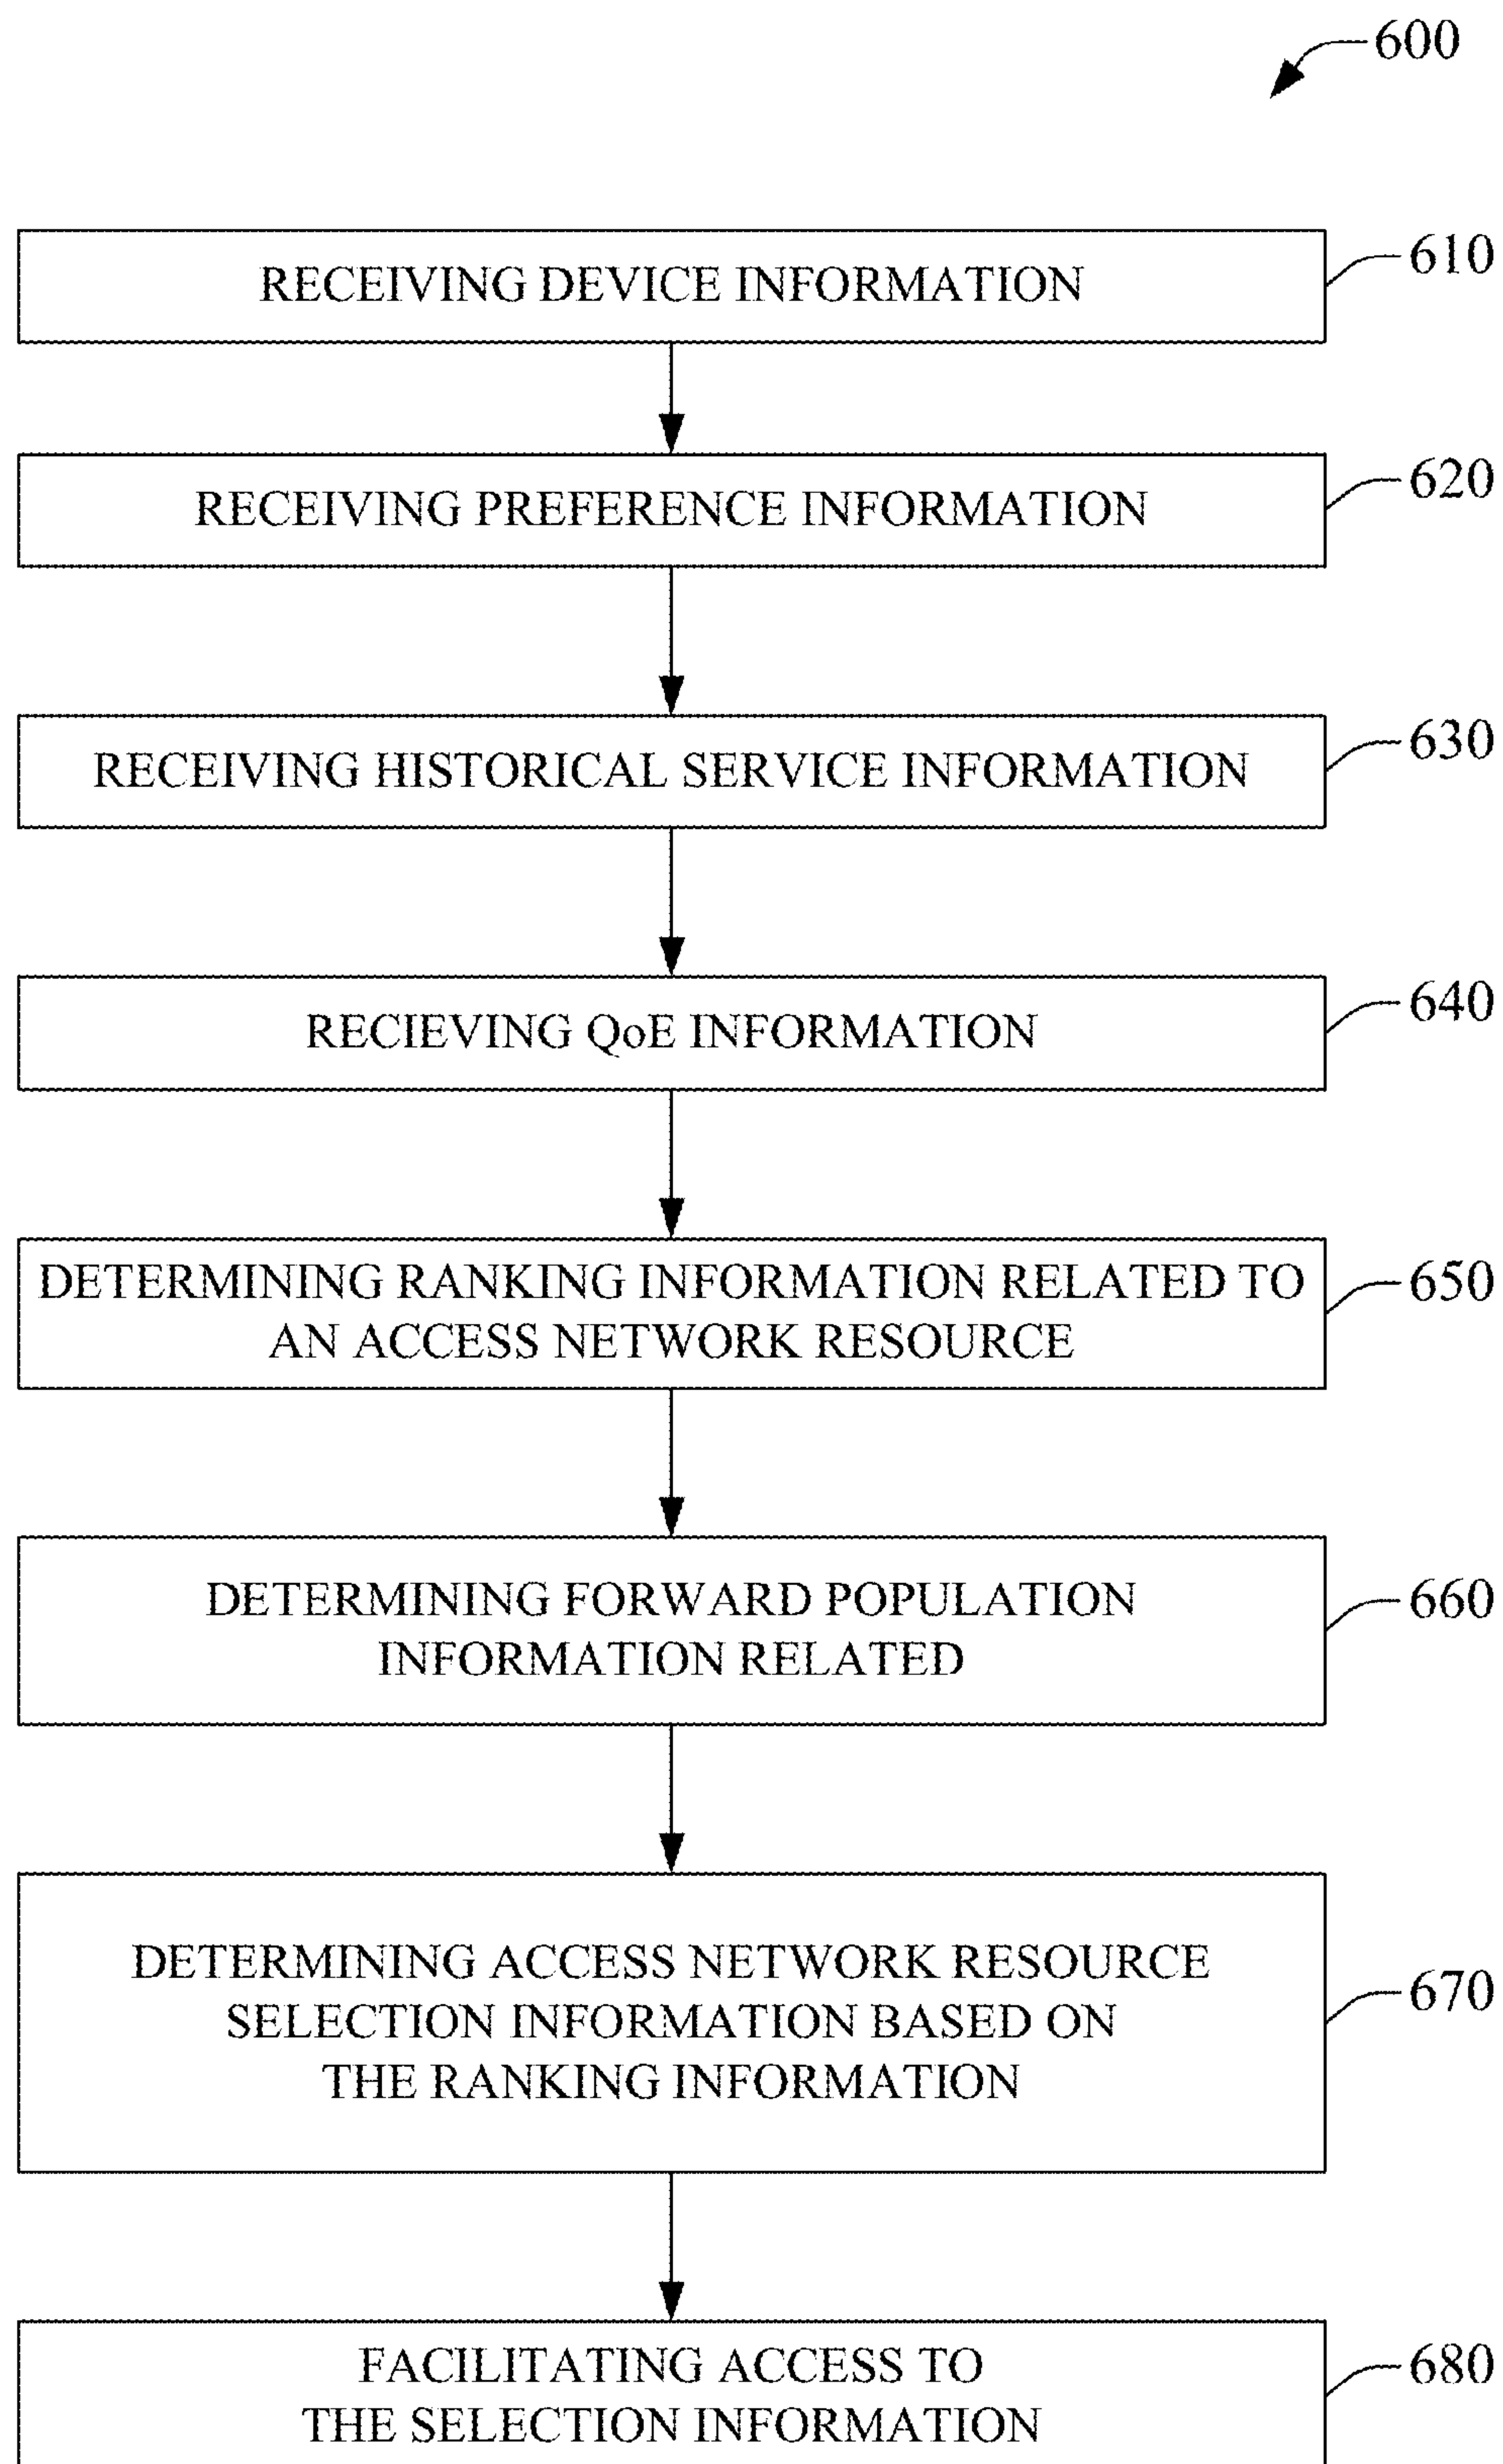 600
RECEIVING DEVICE INFORMATION
610
RECEIVING PREFERENCE INFORMATION
620
RECEIVING HISTORICAL SERVICE INFORMATION
630
RECIEVING QoE INFORMATION
640
DETERMINING RANKING INFORMATION RELATED TO
AN ACCESS NETWORK RESOURCE
650
DETERMINING FORWARD POPULATION
INFORMATION RELATED
660
DETERMINING ACCESS NETWORK RESOURCE
SELECTION INFORMATION BASED ON
THE RANKING INFORMATION
670
FACILITATING ACCESS TO
THE SELECTION INFORMATION
680